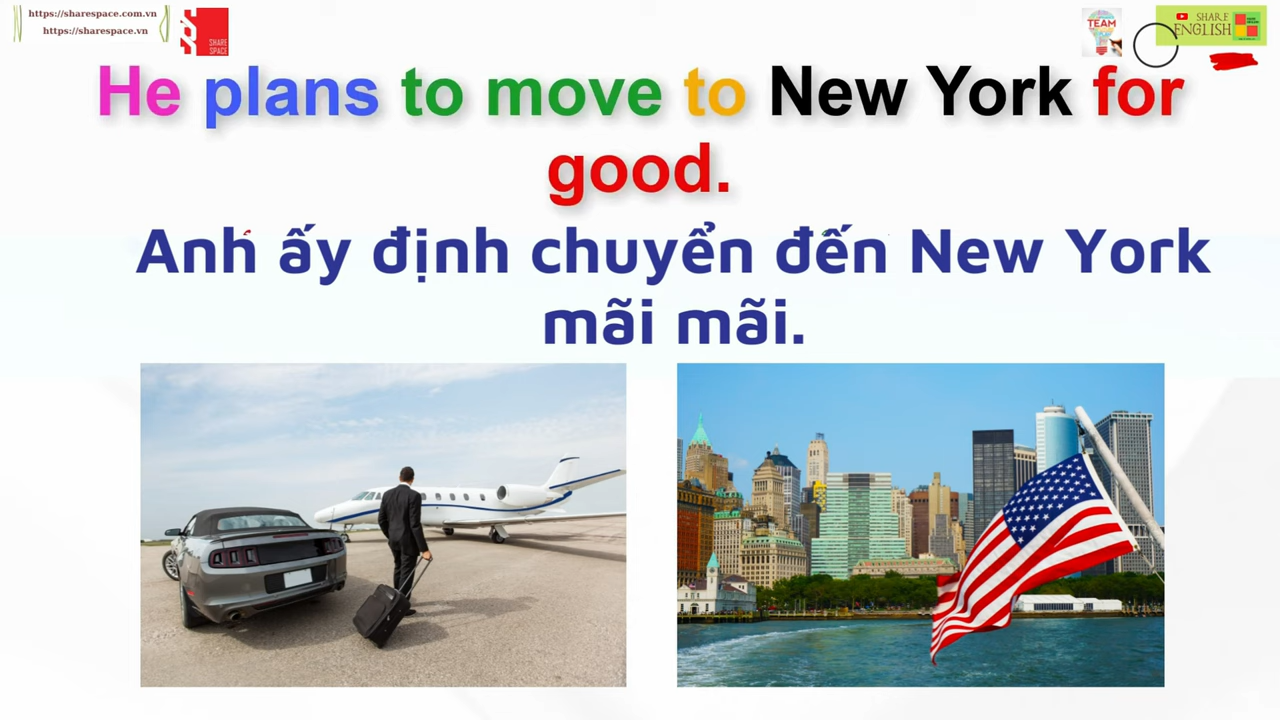 https://sharespace.com.vn
https://sharespace.vn
SHARE
SPACE
TEAM
SHARE
ENGLISH
He plans to move to New York for
good.
Anh ấy định chuyển đến New York
mãi mãi.